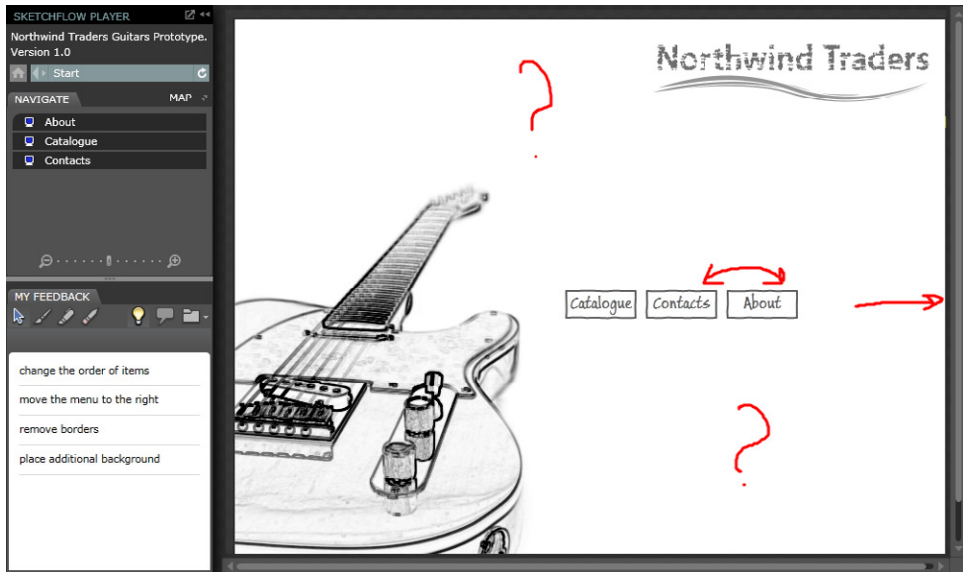 SKETCHFLOW PLAYER
Northwind Traders Guitars Prototype.
Version 1.0
Start
NAVIGATE MAP
About
Catalogue
Contacts
MY FEEDBACK
change the order of items
move the menu to the right
remove borders
place additional background
Northwind Traders
?
Catalogue Contacts About
?